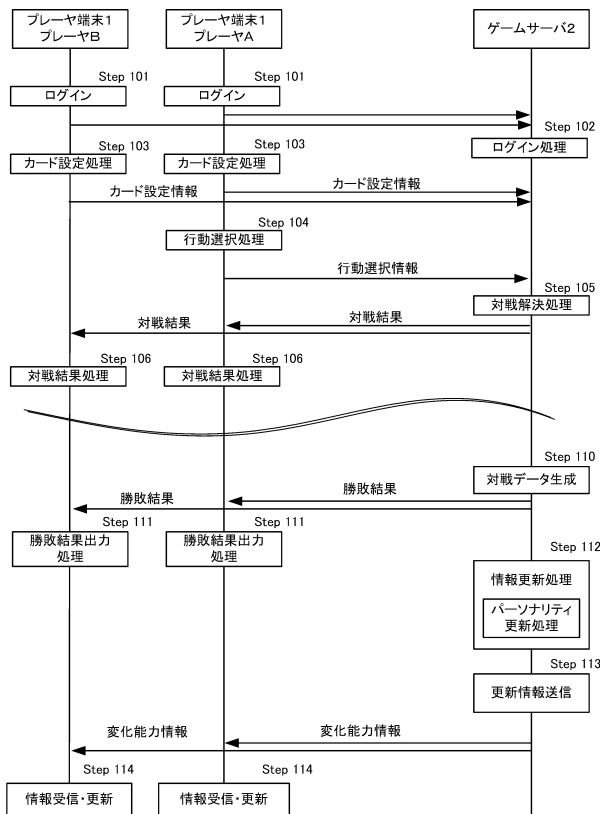 プレーヤ端末1
プレーヤB
プレーヤ端末1
プレーヤA
ゲームサーバ2
Step 101
Step 101
ログイン
ログイン
Step 102
ログイン処理
Step 103
Step 103
カード設定処理
カード設定処理
カード設定情報
カード設定情報
Step 104
行動選択処理
行動選択情報
Step 105
対戦解決処理
対戦結果
対戦結果
Step 106
Step 106
対戦結果処理
対戦結果処理
Step 110
対戦データ生成
勝敗結果
勝敗結果
Step 111
Step 111
勝敗結果出力
処理
勝敗結果出力
処理
Step 112
情報更新処理
パーソナリティ
更新処理
Step 113
更新情報送信
変化能力情報
変化能力情報
Step 114
Step 114
情報受信・更新
情報受信・更新